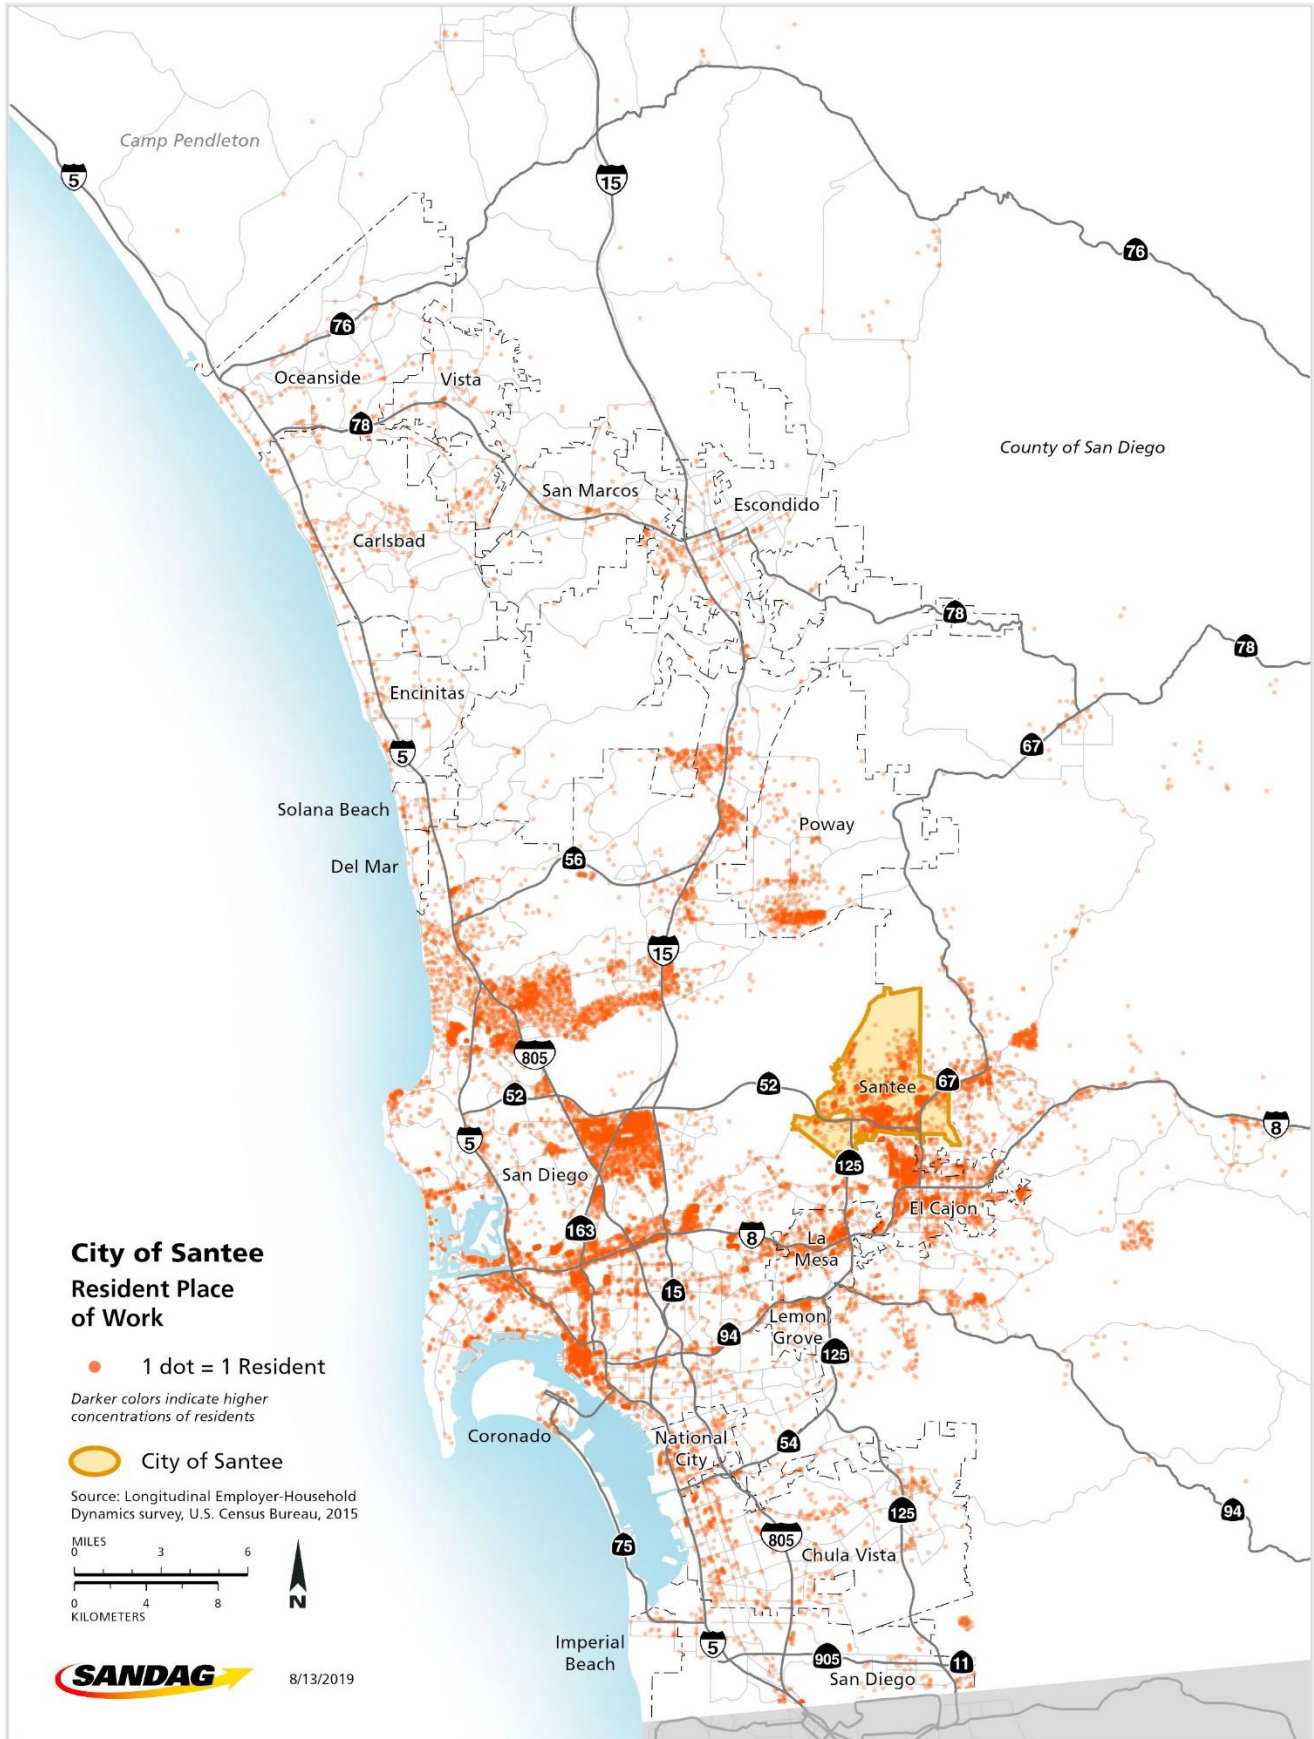 Camp Pendleton
5
15
76
76
Oceanside
Vista
78
County of San Diego
San Marcos
Escondido
Carlsbad
78
78
Encinitas
67
5
Solana Beach
Poway
56
Del Mar
15
805
52
Santee
67
52
8
5
125
San Diego
El Cajon
163
8
La
Mesa
15
Lemon
Grove
94
125
Coronado
National
City
54
125
94
805
75
Chula Vista
Imperial
Beach
5
905
11
San Diego
City of Santee
Resident Place
of Work
1 dot = 1 Resident
Darker colors indicate higher
concentrations of residents
City of Santee
Source: Longitudinal Employer-Household
Dynamics survey, U.S. Census Bureau, 2015
MILES
0 3 6
0 4 8
KILOMETERS
N
SANDAG
8/13/2019